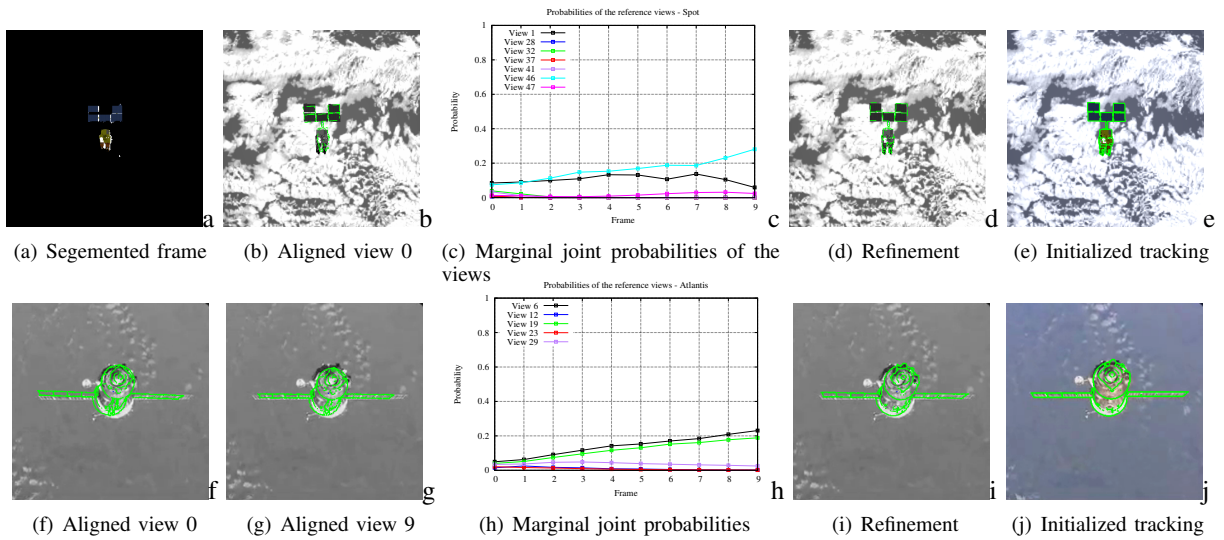 Probabilities of the reference views - Spot
1
0.8
0.6
0.4
0.2
0
Probability
View 1
View 28
View 32
View 37
View 41
View 46
View 47
0 1 2 3 4 5 6 7 8 9
Frame
a b c d e
(a) Segemented frame (b) Aligned view 0 (c) Marginal joint probabilities of the (d) Refinement (e) Initialized tracking
views
Probabilities of the reference views - Atlantis
1
0.8
0.6
0.4
0.2
0
Probability
View 6
View 12
View 19
View 23
View 29
0 1 2 3 4 5 6 7 8 9
Frame
f g h i j
(f) Aligned view 0 (g) Aligned view 9 (h) Marginal joint probabilities (i) Refinement (j) Initialized tracking